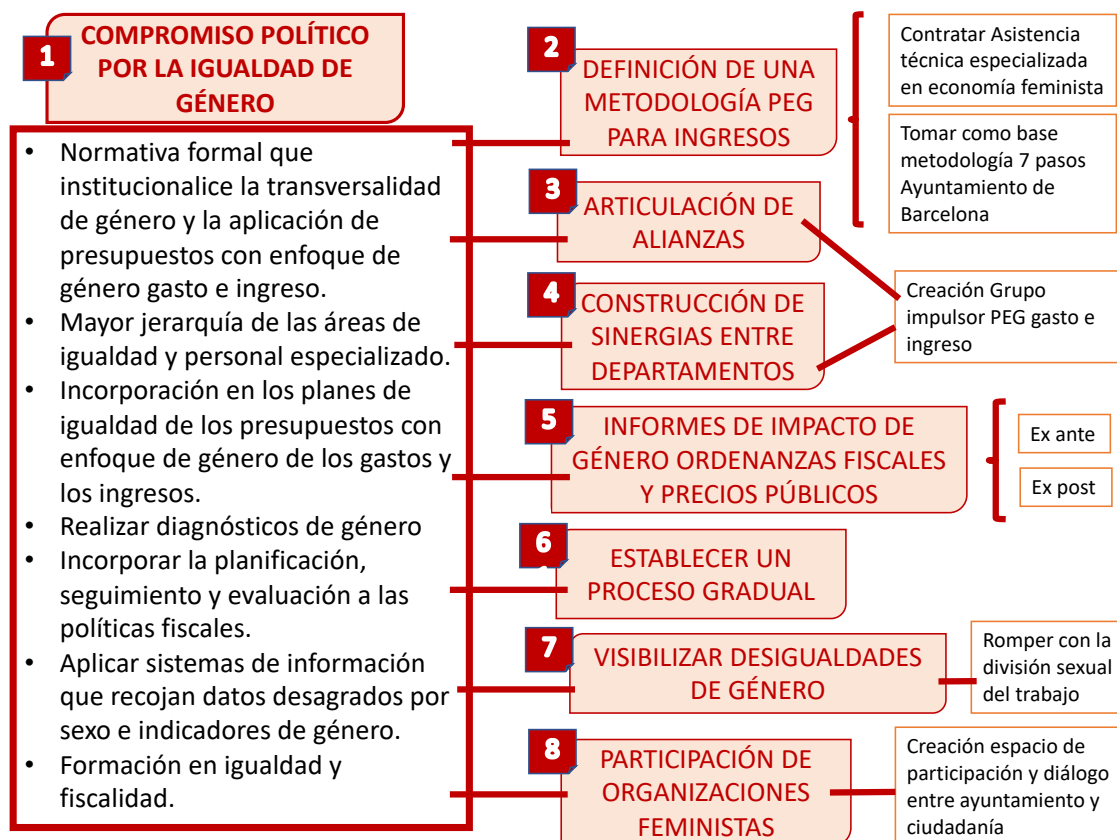 1
COMPROMISO POLÍTICO
POR LA IGUALDAD DE
GÉNERO
• Normativa formal que
institucionalice la transversalidad
de género y la aplicación de
presupuestos con enfoque de
género gasto e ingreso.
• Mayor jerarquía de las áreas de
igualdad y personal especializado.
• Incorporación en los planes de
igualdad de los presupuestos con
enfoque de género de los gastos y
los ingresos.
• Realizar diagnósticos de género
• Incorporar la planificación,
seguimiento y evaluación a las
políticas fiscales.
• Aplicar sistemas de información
que recojan datos desagrados por
sexo e indicadores de género.
• Formación en igualdad y
fiscalidad.
2
DEFINICIÓN DE UNA
METODOLOGÍA PEG
PARA INGRESOS
Contratar Asistencia
técnica especializada
en economía feminista
Tomar como base
metodología 7 pasos
Ayuntamiento de
Barcelona
3
ARTICULACIÓN DE
ALIANZAS
4
CONSTRUCCIÓN DE
SINERGIAS ENTRE
DEPARTAMENTOS
Creación Grupo
impulsor PEG gasto e
ingreso
5
INFORMES DE IMPACTO DE
GÉNERO ORDENANZAS FISCALES
Y PRECIOS PÚBLICOS
Ex ante
Ex post
6
ESTABLECER UN
PROCESO GRADUAL
7
VISIBILIZAR DESIGUALDADES
DE GÉNERO
Romper con la
división sexual
del trabajo
8
PARTICIPACIÓN DE
ORGANIZACIONES
FEMINISTAS
Creación espacio de
participación y diálogo
entre ayuntamiento y
ciudadanía